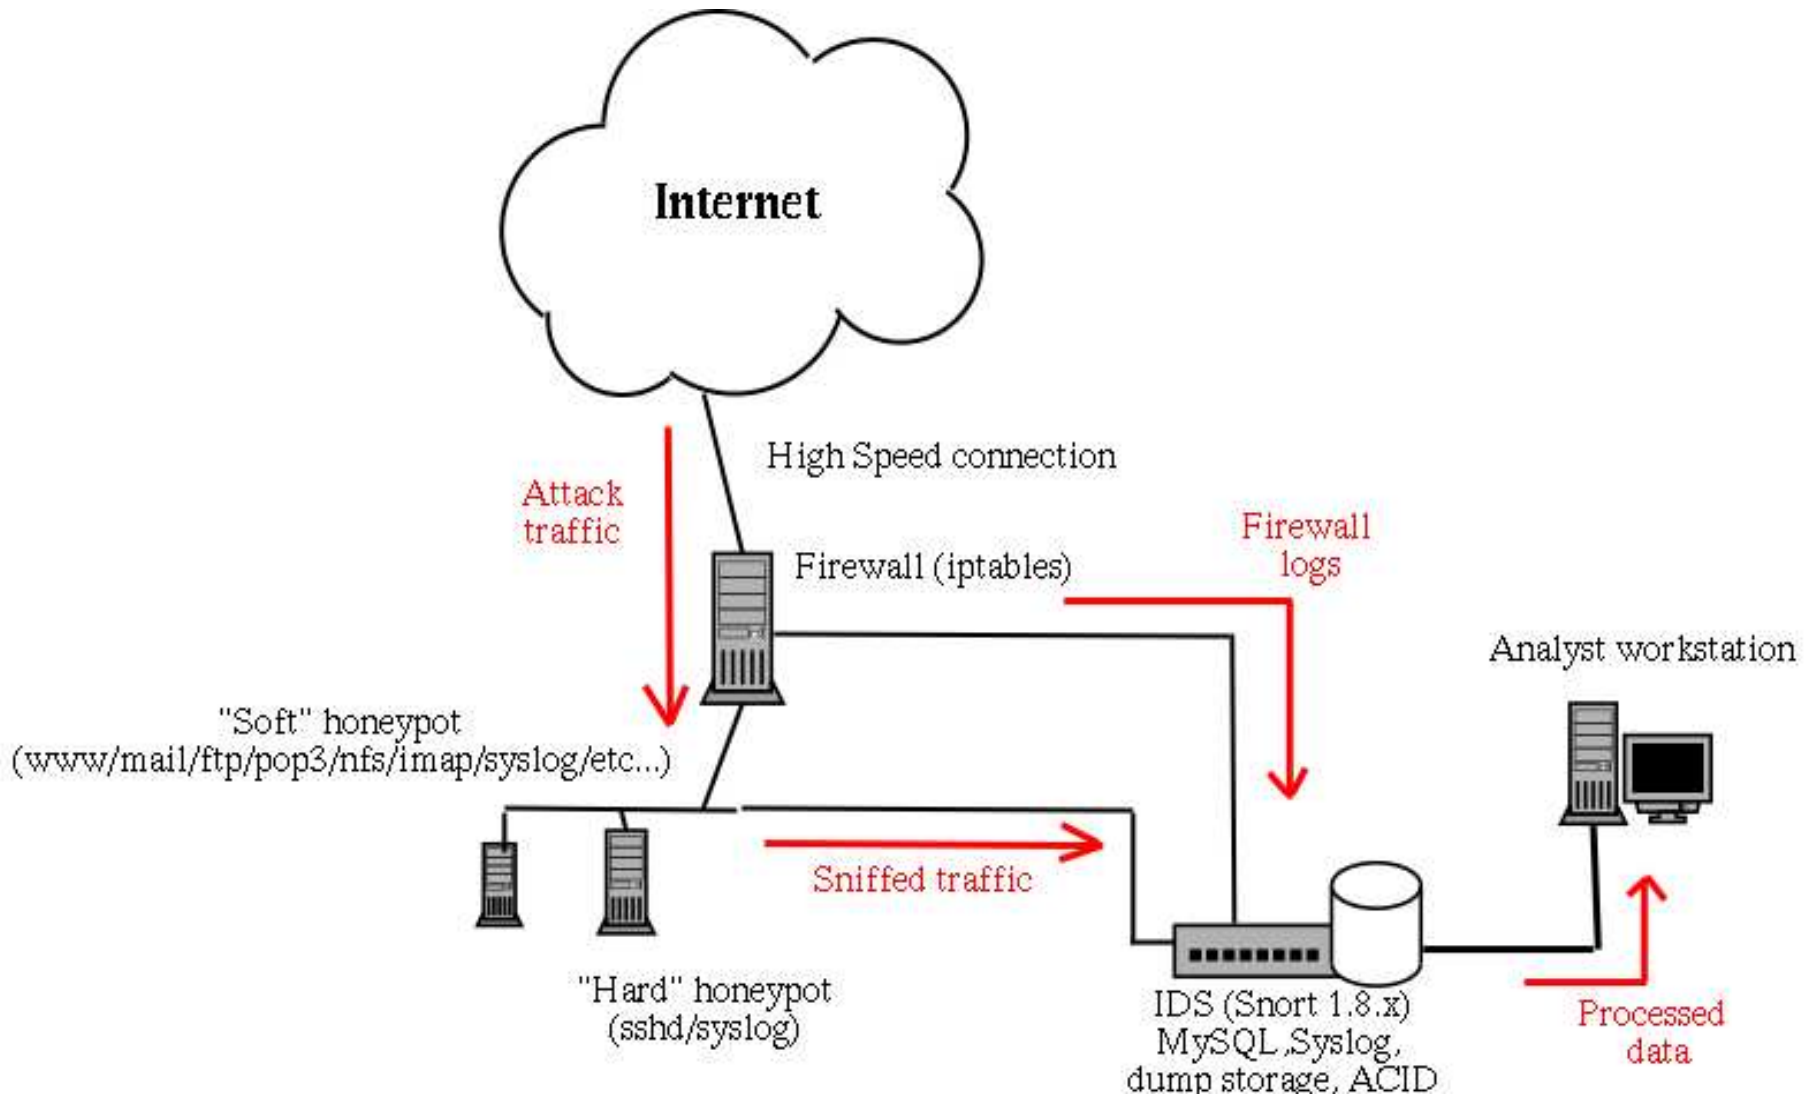 Internet
High Speed connection
Attack
traffic
Firewall
logs
Firewall (iptables)
Analyst workstation
"Soft" honeypot
(www/mail/ftp/pop3/nfs/imap/syslog/etc...)
Sniffed traffic
"Hard" honeypot
(sshd/syslog)
IDS (Snort 1.8.x)
MySQL ,Syslog,
dump storage, ACID
Processed
data